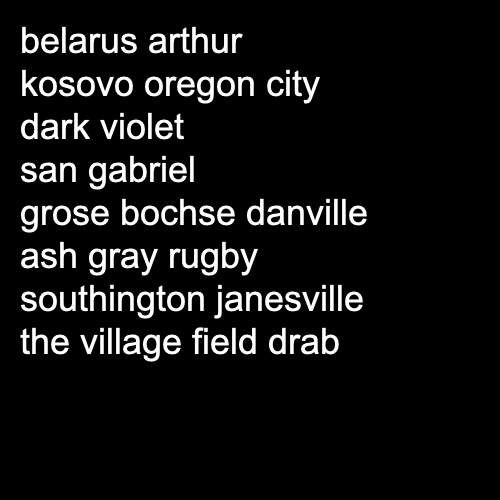 belarus arthur
kosovo oregon city
dark violet
san gabriel
grose bochse danville
ash gray rugby
southington janesville
the village field drab